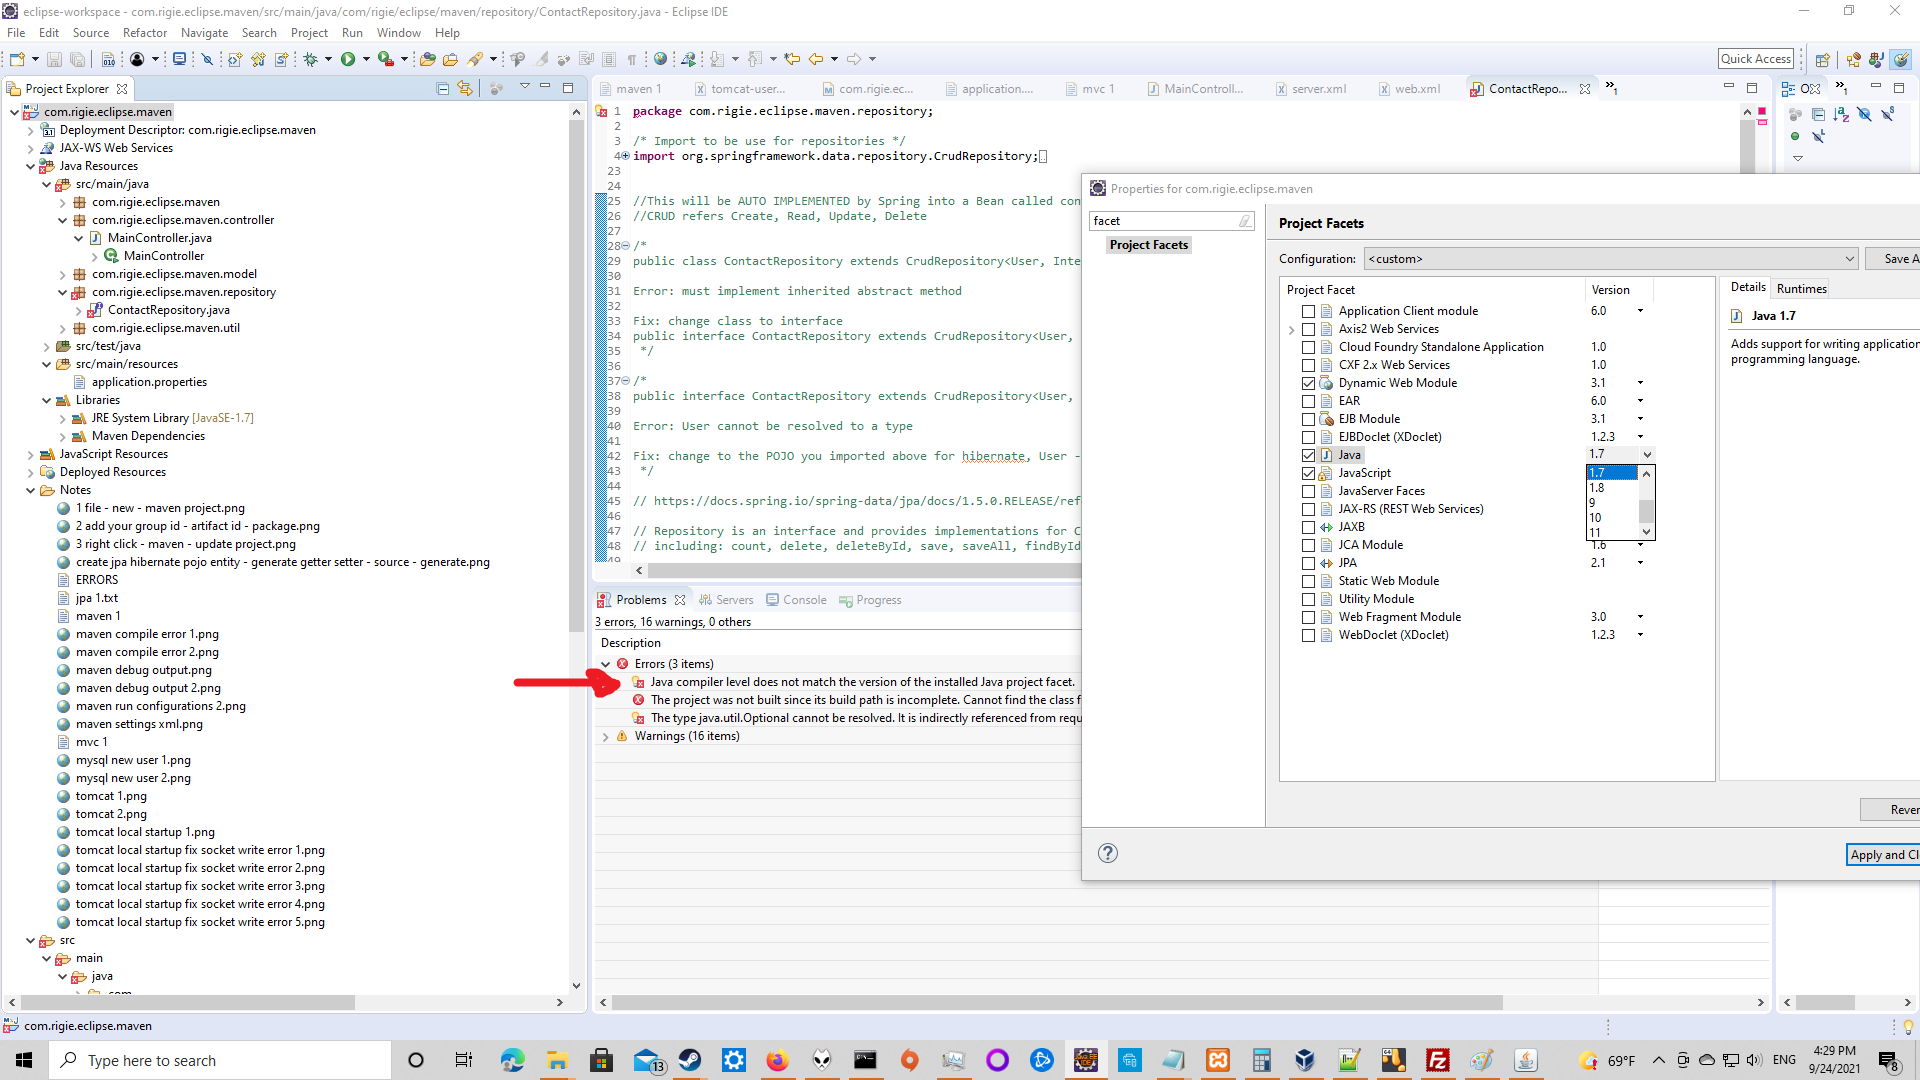 eclipse-workspace - com.rigie.eclipse.maven/src/main/java/com/rigie/eclipse/maven/repository/ContactRepository.java - Eclipse IDE
File Edit Source Refactor Navigate Search Project Run Window Help
Quick Access
Project Explorer
com.rigie.eclipse.maven
Deployment Descriptor: com.rigie.eclipse.maven
JAX-WS Web Services
Java Resources
src/main/java
com.rigie.eclipse.maven
com.rigie.eclipse.maven.controller
MainController.java
MainController
com.rigie.eclipse.maven.model
com.rigie.eclipse.maven.repository
ContactRepository.java
com.rigie.eclipse.maven.util
src/test/java
src/main/resources
application.properties
Libraries
JRE System Library [JavaSE-1.7]
Maven Dependencies
JavaScript Resources
Deployed Resources
Notes
1 file - new - maven project.png
2 add your group id - artifact id - package.png
3 right click - maven - update project.png
create jpa hibernate pojo entity - generate getter setter - source - generate.png
ERRORS
jpa 1.txt
maven 1
maven compile error 1.png
maven compile error 2.png
maven debug output.png
maven debug output 2.png
maven run configurations 2.png
maven settings xml.png
mvc 1
mysql new user 1.png
mysql new user 2.png
tomcat 1.png
tomcat 2.png
tomcat local startup 1.png
tomcat local startup fix socket write error 1.png
tomcat local startup fix socket write error 2.png
tomcat local startup fix socket write error 3.png
tomcat local startup fix socket write error 4.png
tomcat local startup fix socket write error 5.png
src
main
java
com
maven 1 tomcat-user... com.rigie.ec... application.... mvc 1 MainControll... server.xml web.xml ContactRepo... »1
1 package com.rigie.eclipse.maven.repository;
2
3 /* Import to be use for repositories */
4 import org.springframework.data.repository.CrudRepository;
23
24
25 //This will be AUTO IMPLEMENTED by Spring into a Bean called con
26 //CRUD refers Create, Read, Update, Delete
27
28 /*
29 public class ContactRepository extends CrudRepository<User, Inte
30
31 Error: must implement inherited abstract method
32
33 Fix: change class to interface
34 public interface ContactRepository extends CrudRepository<User,
35 */
36
37 /*
38 public interface ContactRepository extends CrudRepository<User,
39
40 Error: User cannot be resolved to a type
41
42 Fix: change to the POJO you imported above for hibernate, User -
43 */
44
45 // https://docs.spring.io/spring-data/jpa/docs/1.5.0.RELEASE/ref
46
47 // Repository is an interface and provides implementations for C
48 // including: count, delete, deleteById, save, saveAll, findById
49
Problems Servers Console Progress
3 errors, 16 warnings, 0 others
Description
Errors (3 items)
Java compiler level does not match the version of the installed Java project facet.
The project was not built since its build path is incomplete. Cannot find the class f
The type java.util.Optional cannot be resolved. It is indirectly referenced from requ
Warnings (16 items)
Properties for com.rigie.eclipse.maven
facet
Project Facets
Project Facets
Configuration: <custom> Save A
Project Facet Version
Application Client module 6.0
Axis2 Web Services
Cloud Foundry Standalone Application 1.0
CXF 2.x Web Services 1.0
Dynamic Web Module 3.1
EAR 6.0
EJB Module 3.1
EJBDoclet (XDoclet) 1.2.3
Java 1.7
JavaScript
JavaServer Faces
JAX-RS (REST Web Services)
JAXB
JCA Module 1.6
JPA 2.1
Static Web Module
Utility Module
Web Fragment Module 3.0
WebDoclet (XDoclet) 1.2.3
1.7
1.8
9
10
11
Details Runtimes
Java 1.7
Adds support for writing application
programming language.
Rever
Apply and Cl
com.rigie.eclipse.maven
Type here to search
13
69°F
ENG
4:29 PM
9/24/2021
8